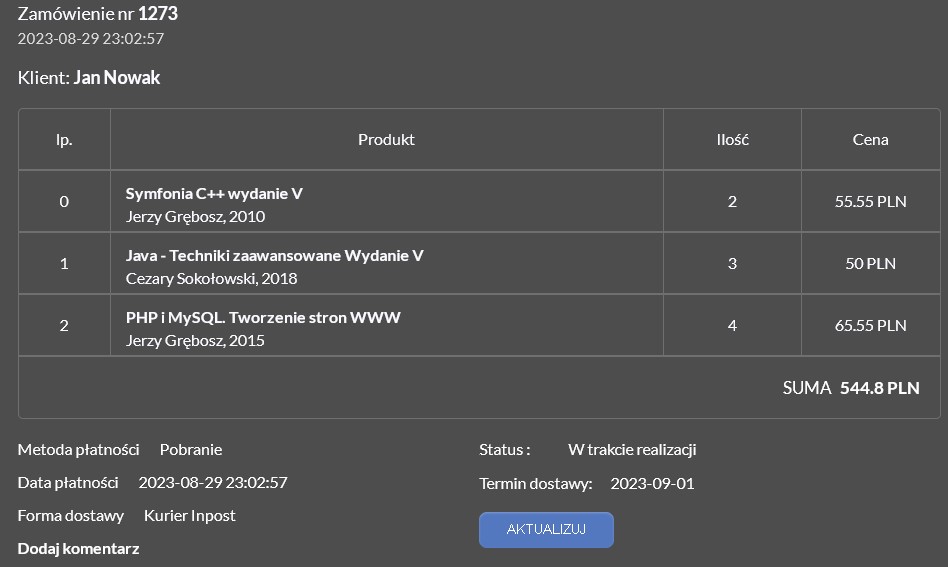 Zamówienie nr 1273
2023-08-29 23:02:57
Klient: Jan Nowak
lp. Produkt Ilość Cena
0 Symfonia C++ wydanie V 2 55.55 PLN
Jerzy Grębosz, 2010
1 Java - Techniki zaawansowane Wydanie V 3 50 PLN
Cezary Sokołowski, 2018
2 PHP i MySQL. Tworzenie stron WWW 4 65.55 PLN
Jerzy Grębosz, 2015
SUMA 544.8 PLN
Metoda płatności Pobranie Status : W trakcie realizacji
Data płatności 2023-08-29 23:02:57 Termin dostawy: 2023-09-01
Forma dostawy Kurier Inpost AKTUALIZUJ
Dodaj komentarz